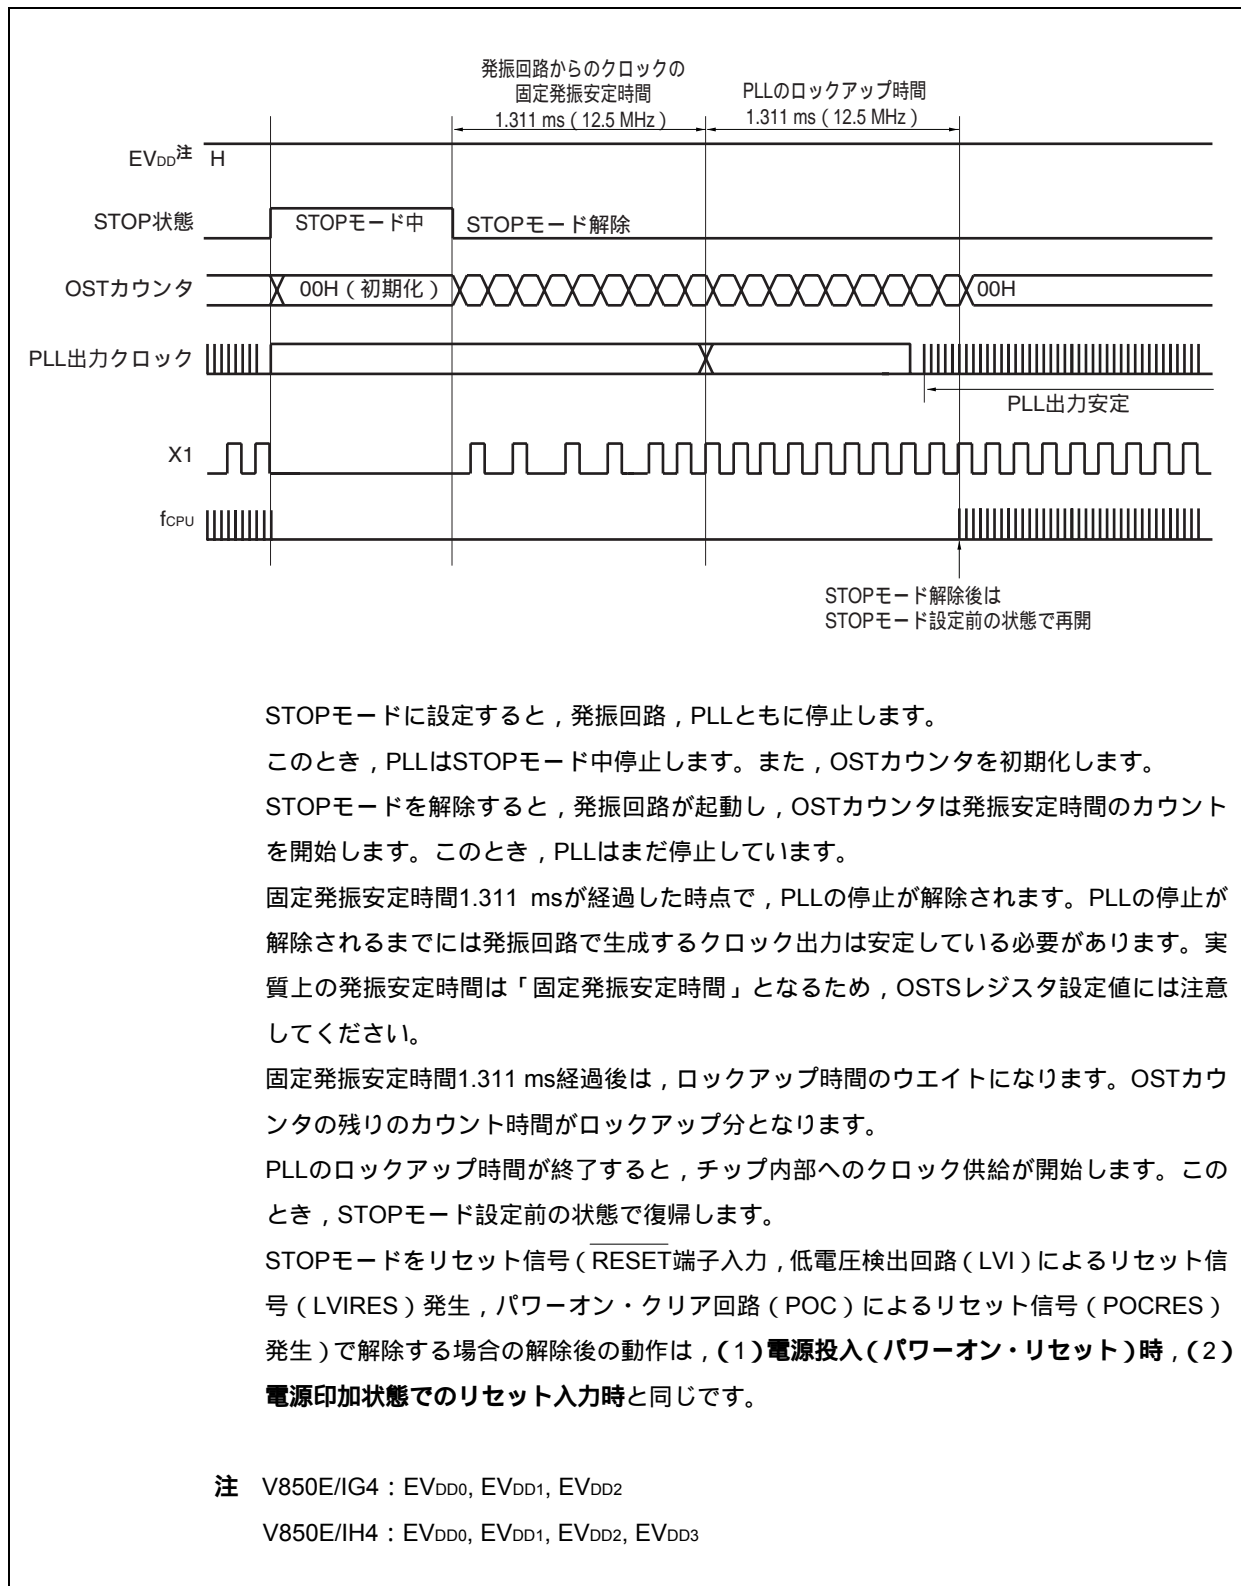 発振回路からのクロックの
固定発振安定時間
1.311 ms(12.5 MHz)
PLLのロックアップ時間
1.311 ms(12.5 MHz)
EVDD注 H
STOP状態 STOPモード中 STOPモード解除
OSTカウンタ 00H(初期化) 00H
PLL出力クロック
PLL出力安定
X1
fCPU
STOPモード解除後は
STOPモード設定前の状態で再開
STOPモードに設定すると,発振回路,PLLともに停止します。
このとき,PLLはSTOPモード中停止します。また,OSTカウンタを初期化します。
STOPモードを解除すると,発振回路が起動し,OSTカウンタは発振安定時間のカウント
を開始します。このとき,PLLはまだ停止しています。
固定発振安定時間1.311 msが経過した時点で,PLLの停止が解除されます。PLLの停止が
解除されるまでには発振回路で生成するクロック出力は安定している必要があります。実
質上の発振安定時間は「固定発振安定時間」となるため,OSTSレジスタ設定値には注意
してください。
固定発振安定時間1.311 ms経過後は,ロックアップ時間のウエイトになります。OSTカウ
ンタの残りのカウント時間がロックアップ分となります。
PLLのロックアップ時間が終了すると,チップ内部へのクロック供給が開始します。この
とき,STOPモード設定前の状態で復帰します。
STOPモードをリセット信号(RESET端子入力,低電圧検出回路(LVI)によるリセット信
号(LVIRES)発生,パワーオン・クリア回路(POC)によるリセット信号(POCRES)
発生)で解除する場合の解除後の動作は,(1)電源投入(パワーオン・リセット)時,(2)
電源印加状態でのリセット入力時と同じです。
注 V850E/IG4:EVDD0, EVDD1, EVDD2
V850E/IH4:EVDD0, EVDD1, EVDD2, EVDD3